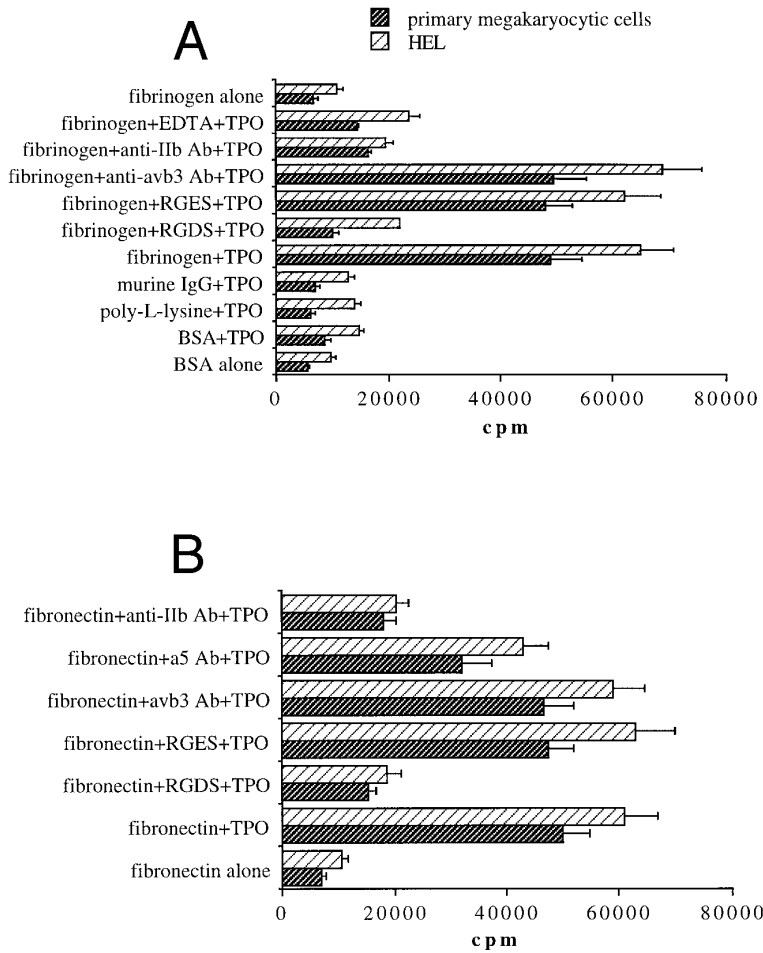 primary megakaryocytic cells
HEL
A
fibrinogen alone
fibrinogen+EDTA+TPO
fibrinogen+anti-IIb Ab+TPO
fibrinogen+anti-avb3 Ab+TPO
fibrinogen+RGES+TPO
fibrinogen+RGDS+TPO
fibrinogen+TPO
murine IgG+TPO
poly-L-lysine+TPO
BSA+TPO
BSA alone
0 20000 40000 60000 80000
cpm
B
fibronectin+anti-IIb Ab+TPO
fibronectin+a5 Ab+TPO
fibronectin+avb3 Ab+TPO
fibronectin+RGES+TPO
fibronectin+RGDS+TPO
fibronectin+TPO
fibronectin alone
0 20000 40000 60000 80000
cpm